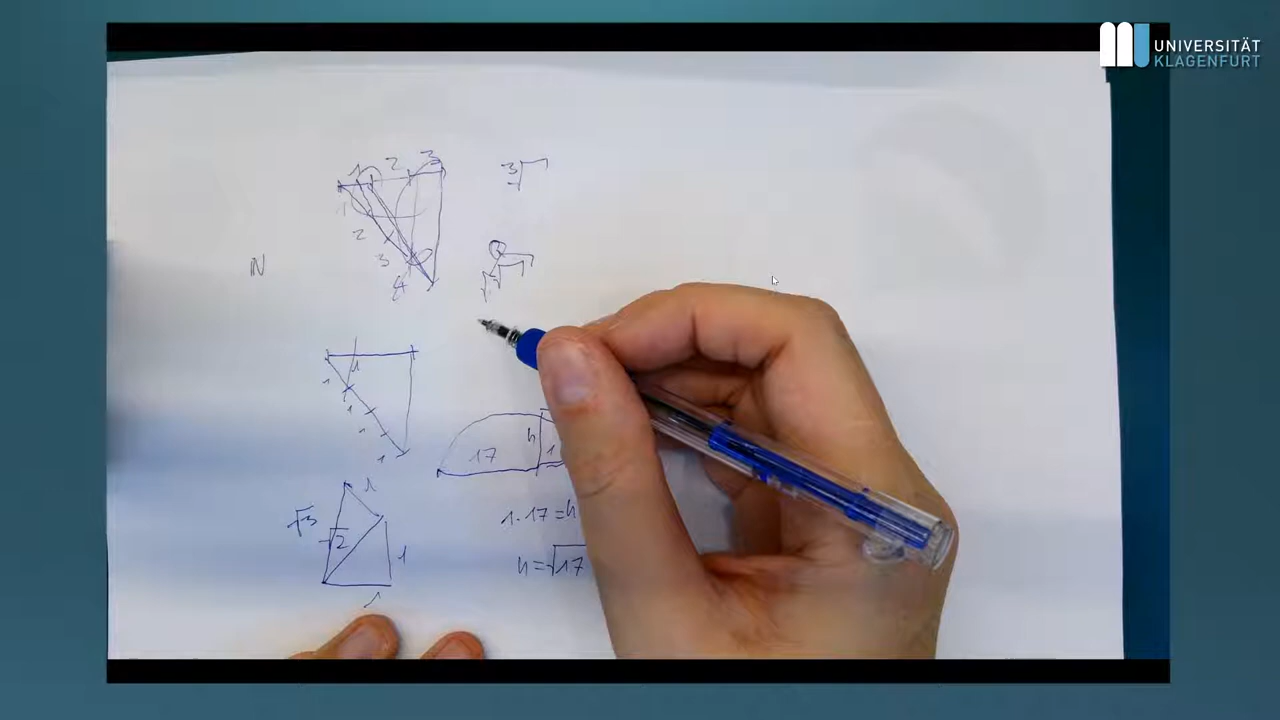 UNIVERSITÄT
KLAGENFURT
1 2 3
3√
1
2
3
4
N
1
1
1
1
1
17 h 1
1
√3
√2
1
1
1·17=h
h=√17